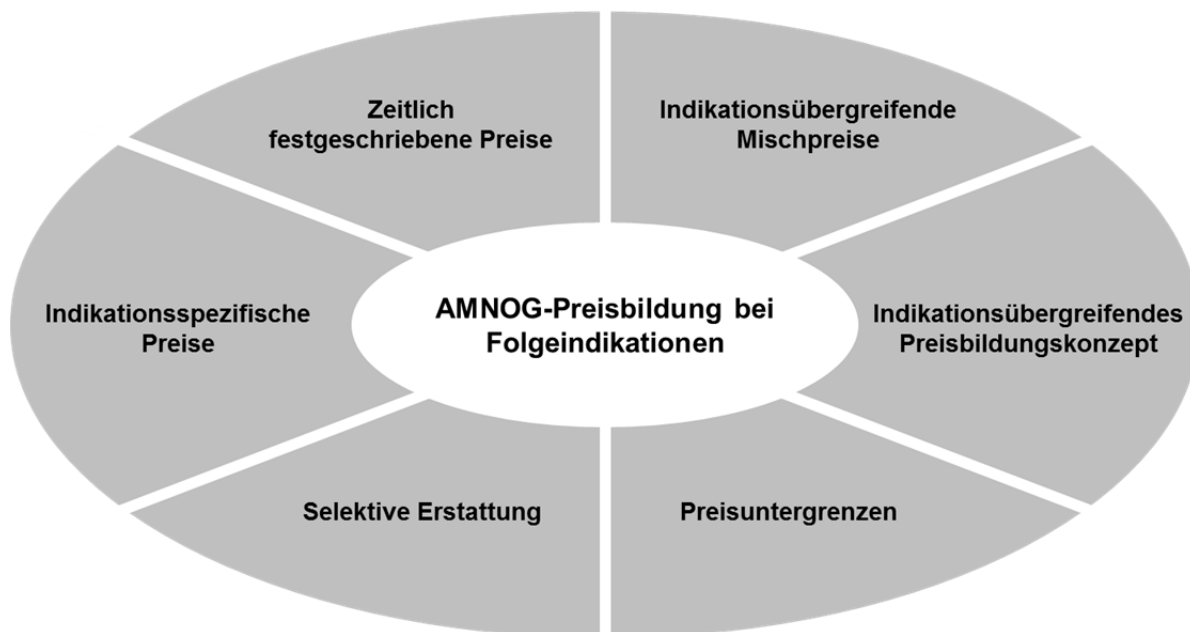 Zeitlich
festgeschriebene Preise
Indikationsübergreifende
Mischpreise
Indikationsspezifische
Preise
AMNOG-Preisbildung bei
Folgeindikationen
Indikationsübergreifendes
Preisbildungskonzept
Selektive Erstattung
Preisuntergrenzen